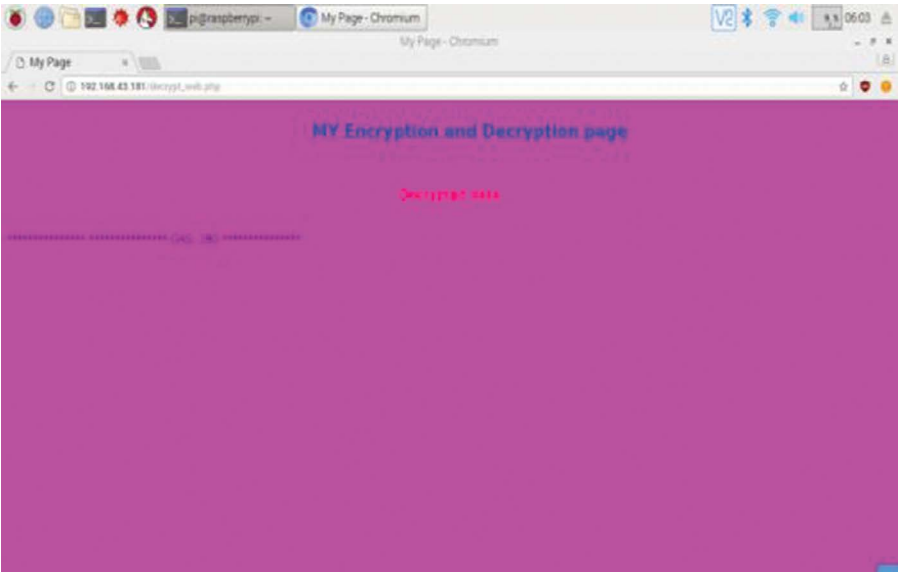 pi@raspberrypi: ~
My Page - Chromium
V2
06:03
My Page - Chromium
My Page
192.168.43.181/decrypt_web.php
MY Encryption and Decryption page
Decrypted data